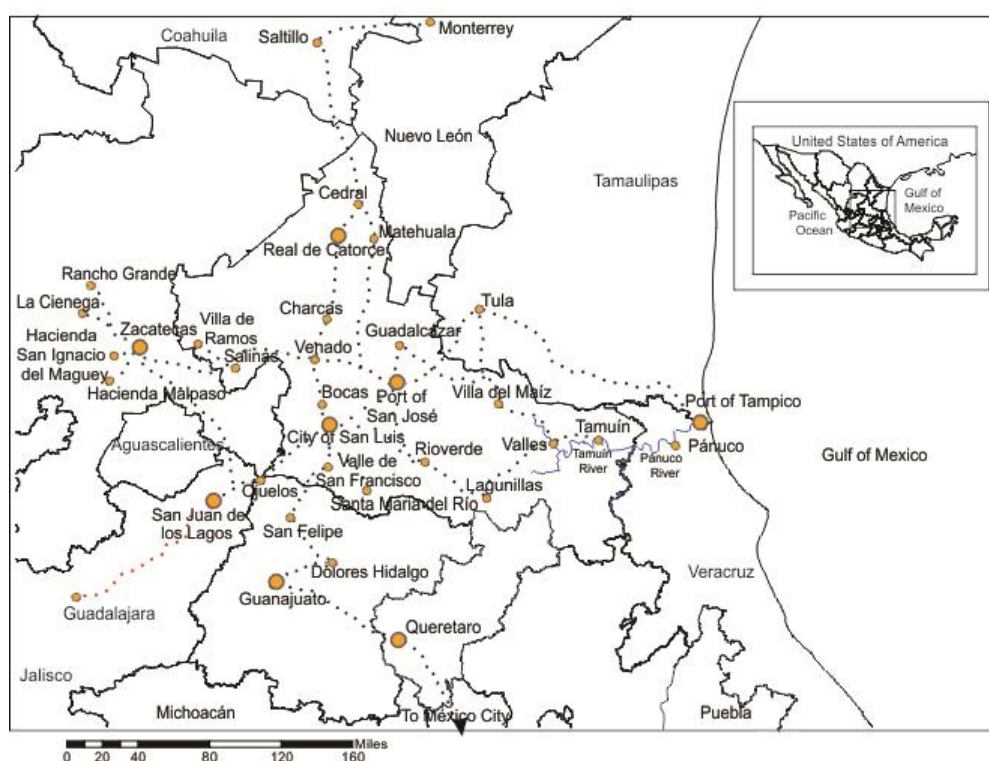 Coahuila
Saltillo
Monterrey
Nuevo León
Tamaulipas
United States of America
Gulf of
Mexico
Pacific
Ocean
Cedral
Real de Catorce
Matehuala
Rancho Grande
La Cienega
Zacatecas
Hacienda
San Ignacio
del Maguey
Hacienda Malpaso
Villa de
Ramos
Salinas
Charcas
Venado
Guadalcazar
Tula
Bocas
Port of
San José
Villa del Maíz
Port of Tampico
Aguascalientes
City of San Luis
Rioverde
Valles
Tamuín
Tamuín
River
Pánuco
River
Pánuco
Gulf of Mexico
Valle de
San Francisco
Ojuelos
Santa Maria del Río
Lagunillas
San Juan de
los Lagos
San Felipe
Dolores Hidalgo
Guanajuato
Guadalajara
Queretaro
Veracruz
Jalisco
Michoacán
To México City
Puebla
Miles
0 20 40 80 120 160